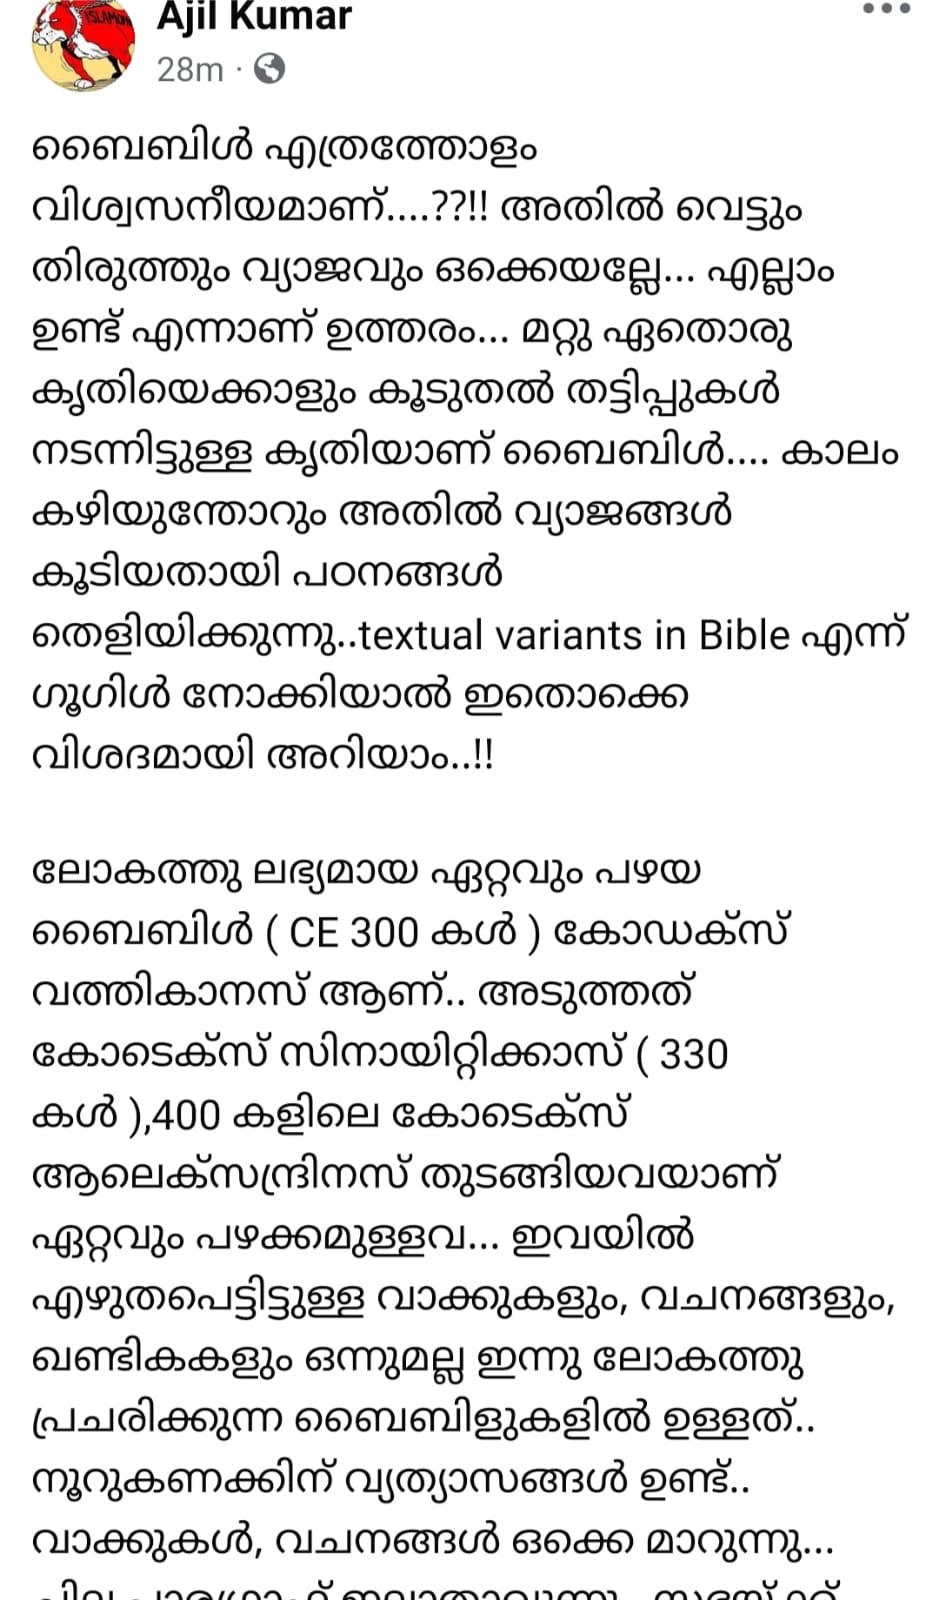 ISLAMO
Ajil Kumar
28m ·
ബൈബിൾ എത്രത്തോളം
വിശ്വസനീയമാണ്....??!! അതിൽ വെട്ടും
തിരുത്തും വ്യാജവും ഒക്കെയല്ലേ... എല്ലാം
ഉണ്ട് എന്നാണ് ഉത്തരം... മറ്റു ഏതൊരു
കൃതിയെക്കാളും കൂടുതൽ തട്ടിപ്പുകൾ
നടന്നിട്ടുള്ള കൃതിയാണ് ബൈബിൾ.... കാലം
കഴിയുന്തോറും അതിൽ വ്യാജങ്ങൾ
കൂടിയതായി പഠനങ്ങൾ
തെളിയിക്കുന്നു..textual variants in Bible എന്ന്
ഗൂഗിൾ നോക്കിയാൽ ഇതൊക്കെ
വിശദമായി അറിയാം..!!
ലോകത്തു ലഭ്യമായ ഏറ്റവും പഴയ
ബൈബിൾ ( CE 300 കൾ ) കോഡക്സ്
വത്തികാനസ് ആണ്.. അടുത്തത്
കോടെക്സ് സിനായിറ്റിക്കാസ് ( 330
കൾ ),400 കളിലെ കോടെക്സ്
ആലെക്സന്ദ്രിനസ് തുടങ്ങിയവയാണ്
ഏറ്റവും പഴക്കമുള്ളവ... ഇവയിൽ
എഴുതപെട്ടിട്ടുള്ള വാക്കുകളും, വചനങ്ങളും,
ഖണ്ടികകളും ഒന്നുമല്ല ഇന്നു ലോകത്തു
പ്രചരിക്കുന്ന ബൈബിളുകളിൽ ഉള്ളത്..
നൂറുകണക്കിന് വ്യത്യാസങ്ങൾ ഉണ്ട്..
വാക്കുകൾ, വചനങ്ങൾ ഒക്കെ മാറുന്നു...